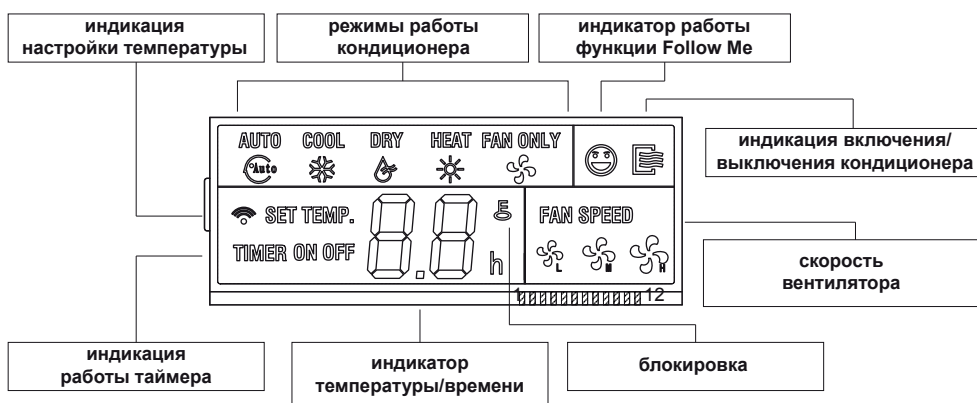 индикация
настройки температуры
режимы работы
кондиционера
индикатор работы
функции Follow Me
индикация включения/
выключения кондиционера
AUTO COOL DRY HEAT FAN ONLY
Auto
SET TEMP. 8.8
FAN SPEED
TIMER ON OFF h
L M H
1 12
скорость
вентилятора
индикация
работы таймера
индикатор
температуры/времени
блокировка